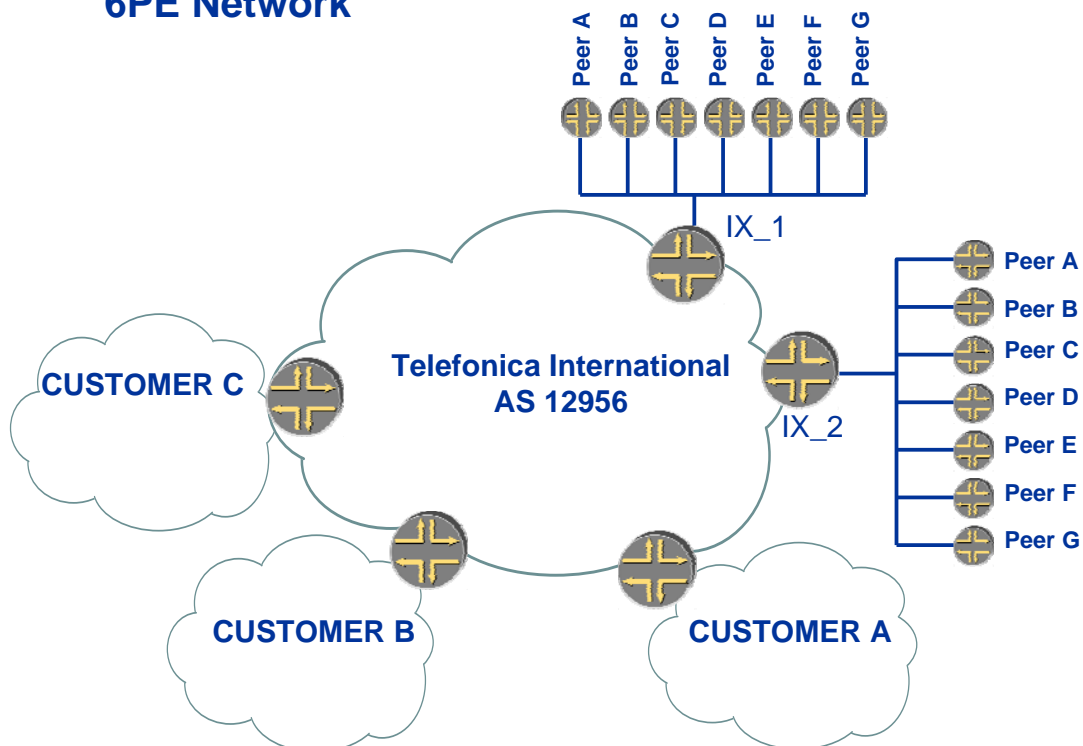 6PE Network
Peer A
Peer B
Peer C
Peer D
Peer E
Peer F
Peer G
IX_1
Peer A
Peer B
Peer C
Peer D
Peer E
Peer F
Peer G
Telefonica International
AS 12956
IX_2
CUSTOMER C
CUSTOMER B
CUSTOMER A